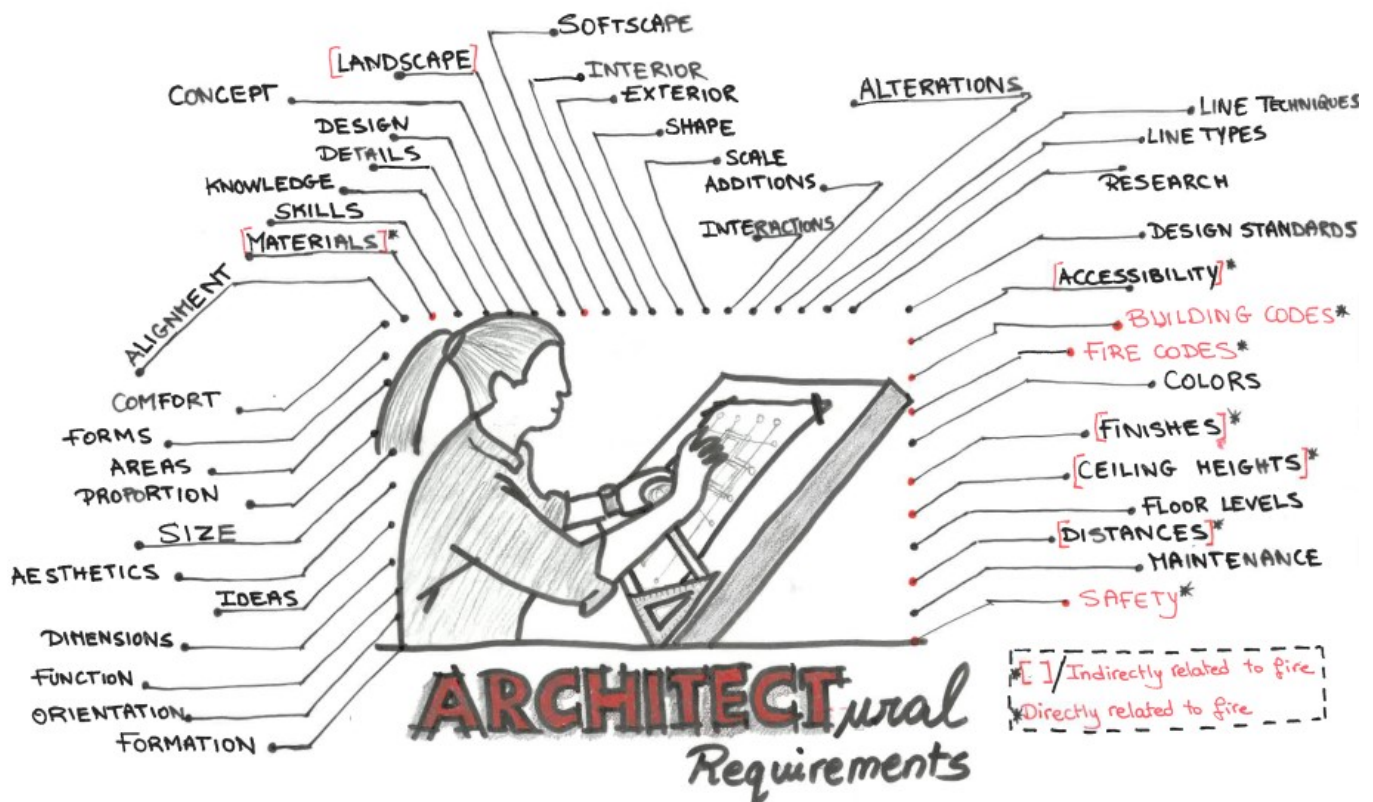 SOFTSCAPE
[LANDSCAPE]
INTERIOR
CONCEPT
EXTERIOR
ALTERATIONS
LINE TECHNIQUES
DESIGN
SHAPE
LINE TYPES
DETAILS
SCALE
KNOWLEDGE
ADDITIONS
RESEARCH
SKILLS
INTERACTIONS
DESIGN STANDARDS
[MATERIALS]*
ALIGNMENT
[ACCESSIBILITY]*
BUILDING CODES*
FIRE CODES*
COLORS
COMFORT
FORMS
[FINISHES]*
AREAS
[CEILING HEIGHTS]*
PROPORTION
FLOOR LEVELS
SIZE
[DISTANCES]*
MAINTENANCE
AESTHETICS
IDEAS
SAFETY*
DIMENSIONS
FUNCTION
ORIENTATION
FORMATION
*[ ]/Indirectly related to fire
*Directly related to fire
ARCHITECTural
Requirements